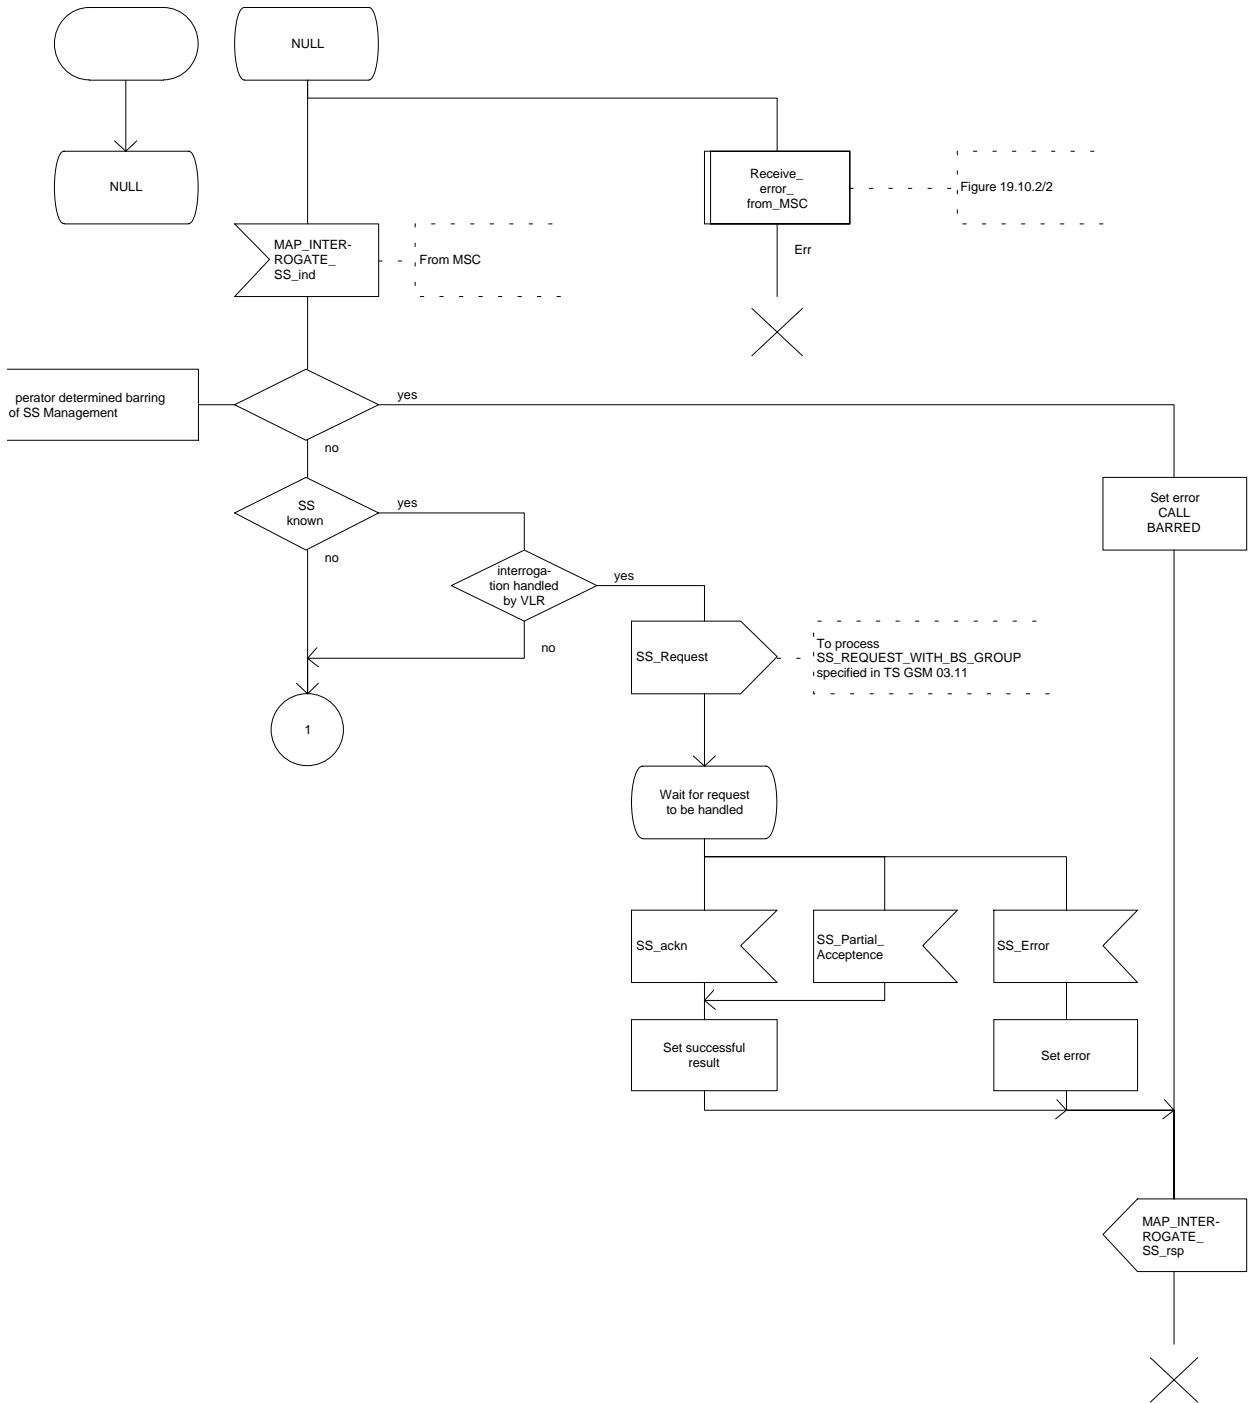 NULL
NULL
Receive_
error_
from_MSC
Figure 19.10.2/2
MAP_INTER-
ROGATE_
SS_ind
From MSC
Err
perator determined barring
of SS Management
yes
no
SS
known
yes
no
Set error
CALL
BARRED
interroga-
tion handled
by VLR
yes
no
SS_Request
To process
SS_REQUEST_WITH_BS_GROUP
specified in TS GSM 03.11
1
Wait for request
to be handled
SS_ackn
SS_Partial_
Acceptence
SS_Error
Set successful
result
Set error
MAP_INTER-
ROGATE_
SS_rsp